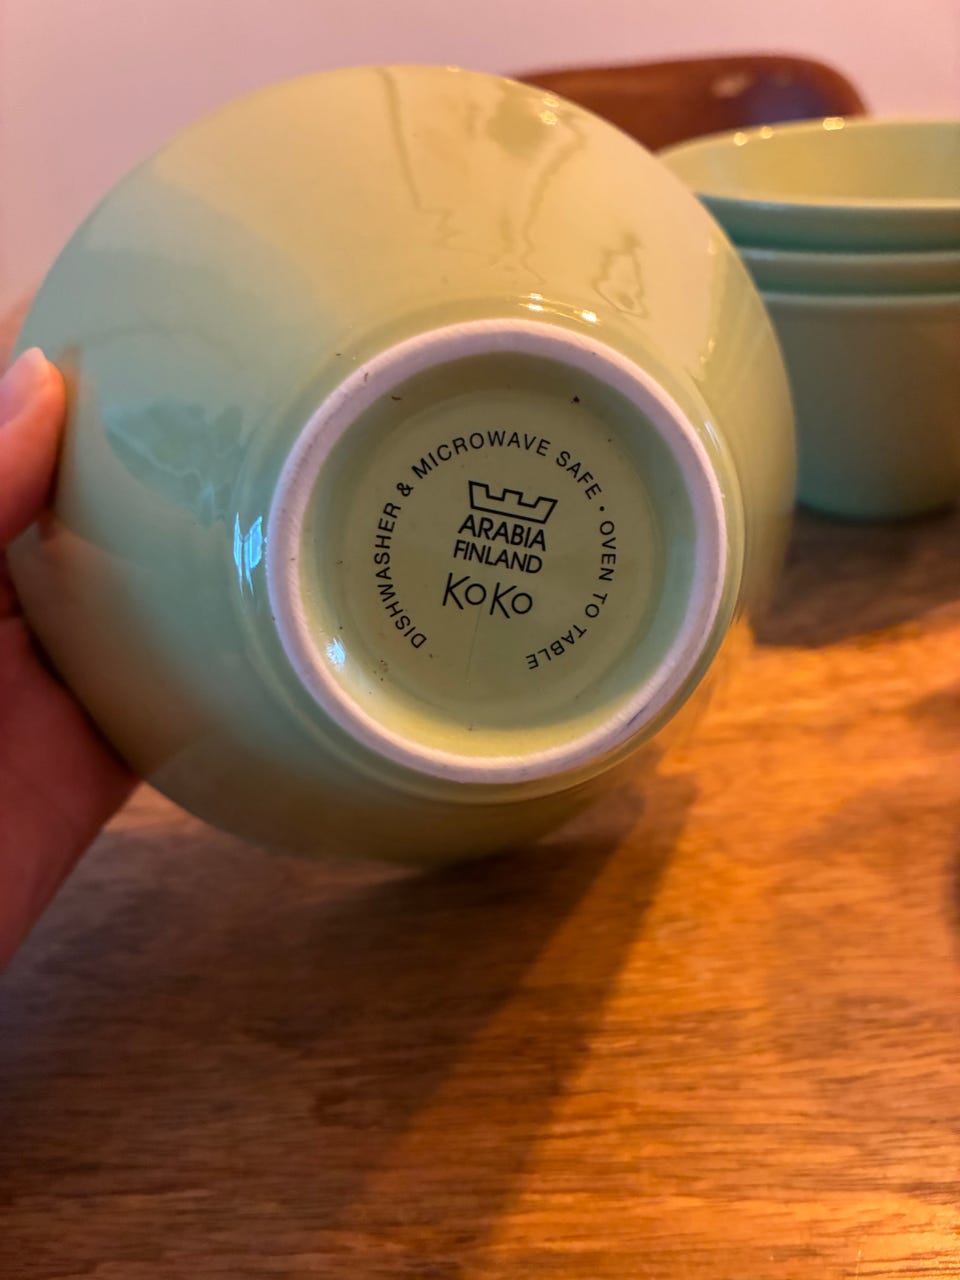 DISHWASHER & MICROWAVE SAFE • OVEN TO TABLE
ARABIA
FINLAND
KoKo